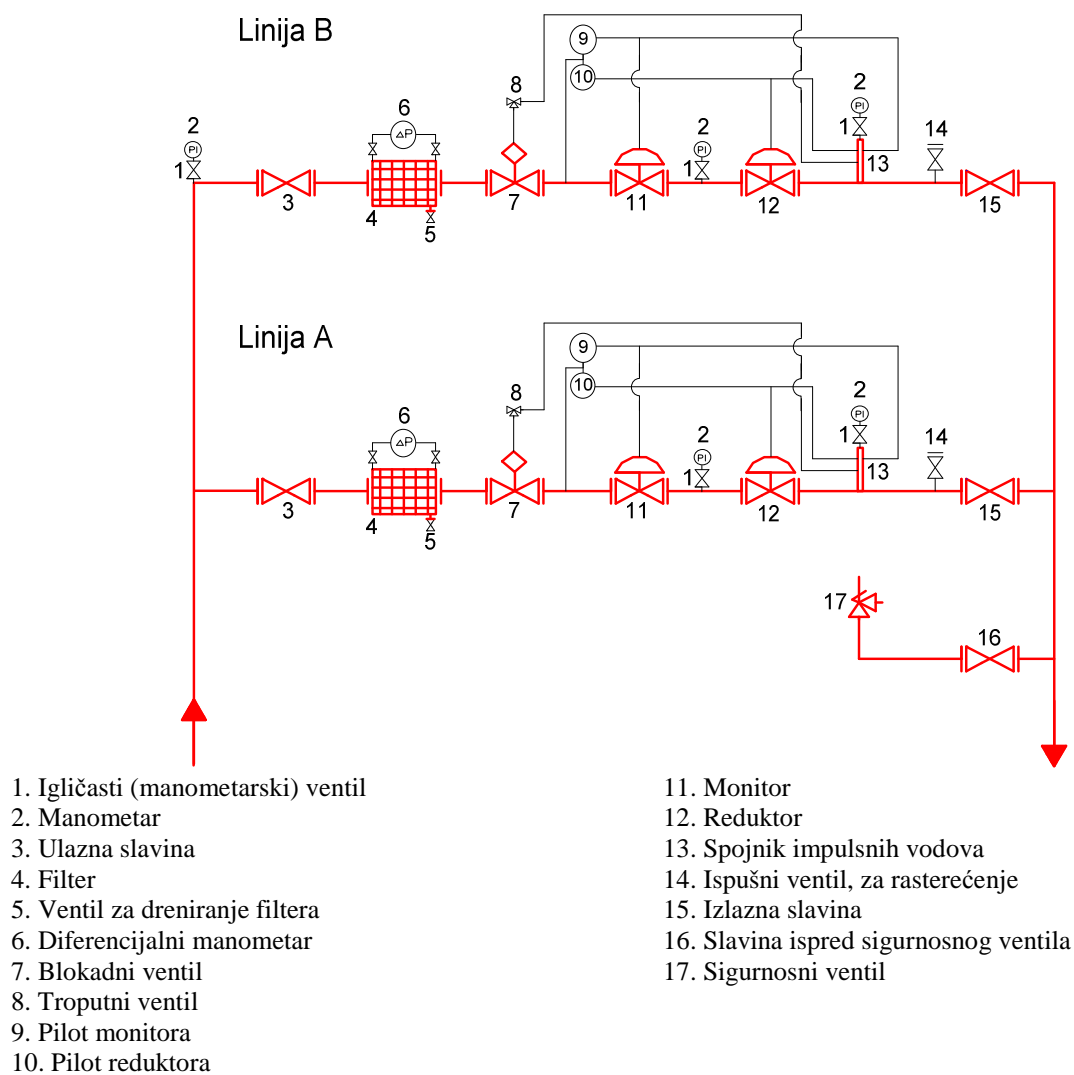 Linija B
9
10
8
2
6
2
2
14
PI
ΔP
PI
PI
1
1
1
13
3
4
5
7
11
12
15
Linija A
9
10
8
2
6
2
14
ΔP
PI
PI
1
1
13
3
4
5
7
11
12
15
17
16
1. Igličasti (manometarski) ventil
2. Manometar
3. Ulazna slavina
4. Filter
5. Ventil za dreniranje filtera
6. Diferencijalni manometar
7. Blokadni ventil
8. Troputni ventil
9. Pilot monitora
10. Pilot reduktora
11. Monitor
12. Reduktor
13. Spojnik impulsnih vodova
14. Ispušni ventil, za rasterećenje
15. Izlazna slavina
16. Slavina ispred sigurnosnog ventila
17. Sigurnosni ventil